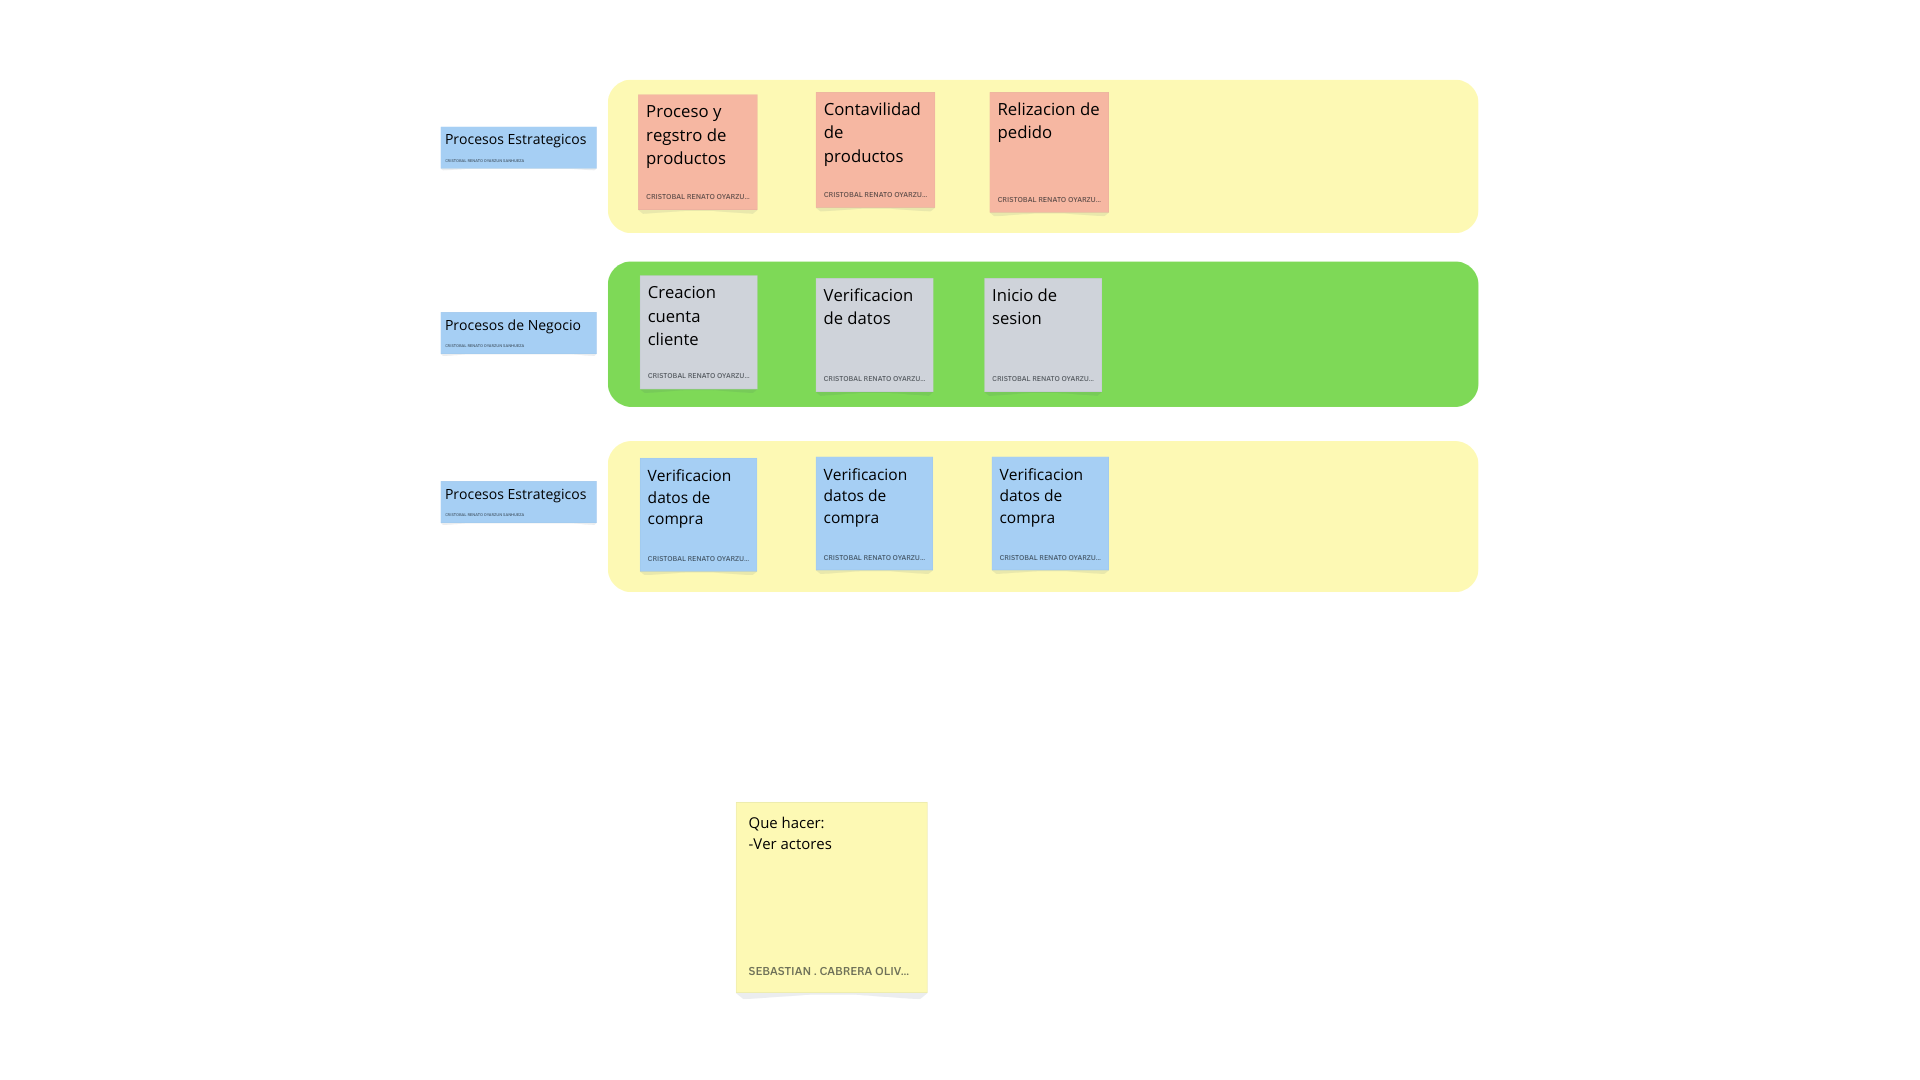 Procesos Estrategicos
CRISTOBAL RENATO OYARZUN SANHUEZA
Proceso y
regstro de
productos
CRISTOBAL RENATO OYARZU...
Contavilidad
de
productos
CRISTOBAL RENATO OYARZU...
Relizacion de
pedido
CRISTOBAL RENATO OYARZU...
Procesos de Negocio
CRISTOBAL RENATO OYARZUN SANHUEZA
Creacion
cuenta
cliente
CRISTOBAL RENATO OYARZU...
Verificacion
de datos
CRISTOBAL RENATO OYARZU...
Inicio de
sesion
CRISTOBAL RENATO OYARZU...
Procesos Estrategicos
CRISTOBAL RENATO OYARZUN SANHUEZA
Verificacion
datos de
compra
CRISTOBAL RENATO OYARZU...
Verificacion
datos de
compra
CRISTOBAL RENATO OYARZU...
Verificacion
datos de
compra
CRISTOBAL RENATO OYARZU...
Que hacer:
-Ver actores
SEBASTIAN . CABRERA OLIV...